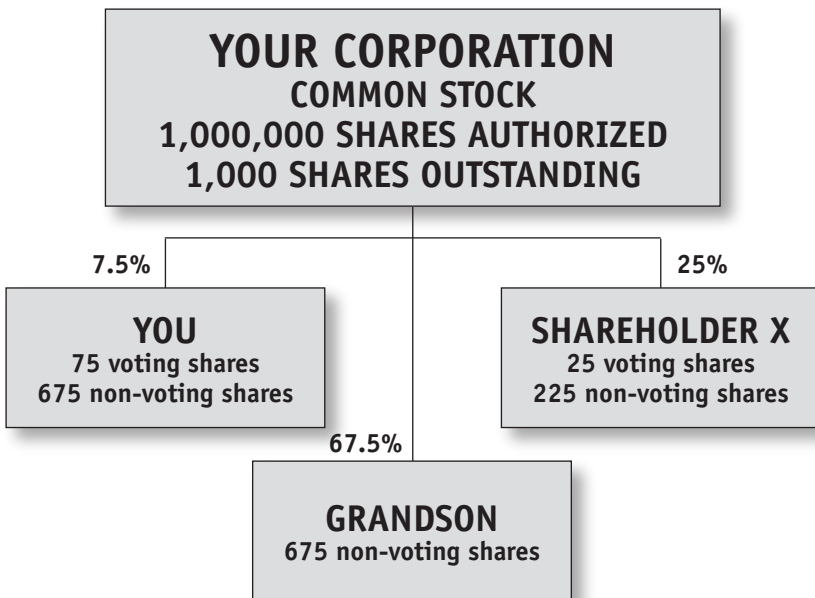 YOUR CORPORATION
COMMON STOCK
1,000,000 SHARES AUTHORIZED
1,000 SHARES OUTSTANDING
7.5%
25%
YOU
75 voting shares
675 non-voting shares
SHAREHOLDER X
25 voting shares
225 non-voting shares
67.5%
GRANDSON
675 non-voting shares